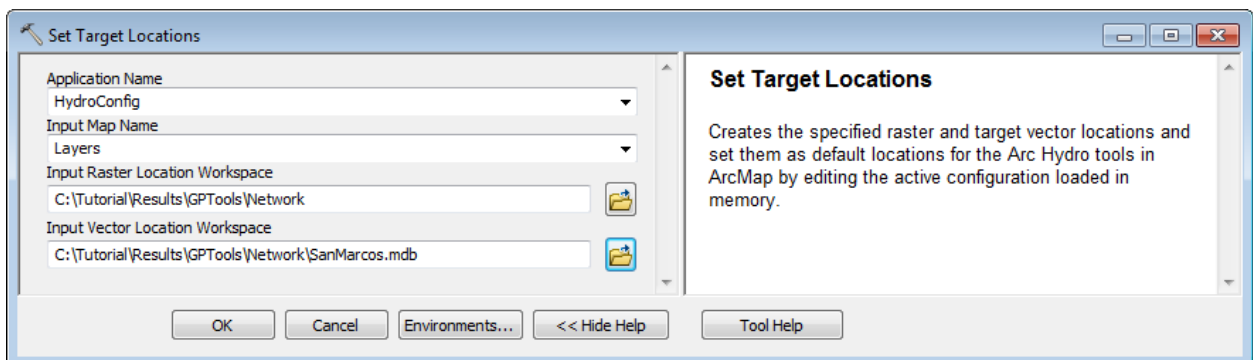 Set Target Locations
Application Name
HydroConfig
Input Map Name
Layers
Input Raster Location Workspace
C:\Tutorial\Results\GPTools\Network
Input Vector Location Workspace
C:\Tutorial\Results\GPTools\Network\SanMarcos.mdb
Set Target Locations
Creates the specified raster and target vector locations and
set them as default locations for the Arc Hydro tools in
ArcMap by editing the active configuration loaded in
memory.
OK Cancel Environments... << Hide Help Tool Help